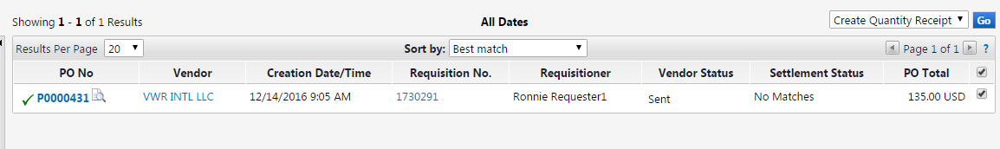 Showing 1 - 1 of 1 Results All Dates Create Quantity Receipt Go
Results Per Page 20 Sort by: Best match Page 1 of 1 ?
PO No Vendor Creation Date/Time Requisition No. Requisitioner Vendor Status Settlement Status PO Total
P0000431 VWR INTL LLC 12/14/2016 9:05 AM 1730291 Ronnie Requester1 Sent No Matches 135.00 USD